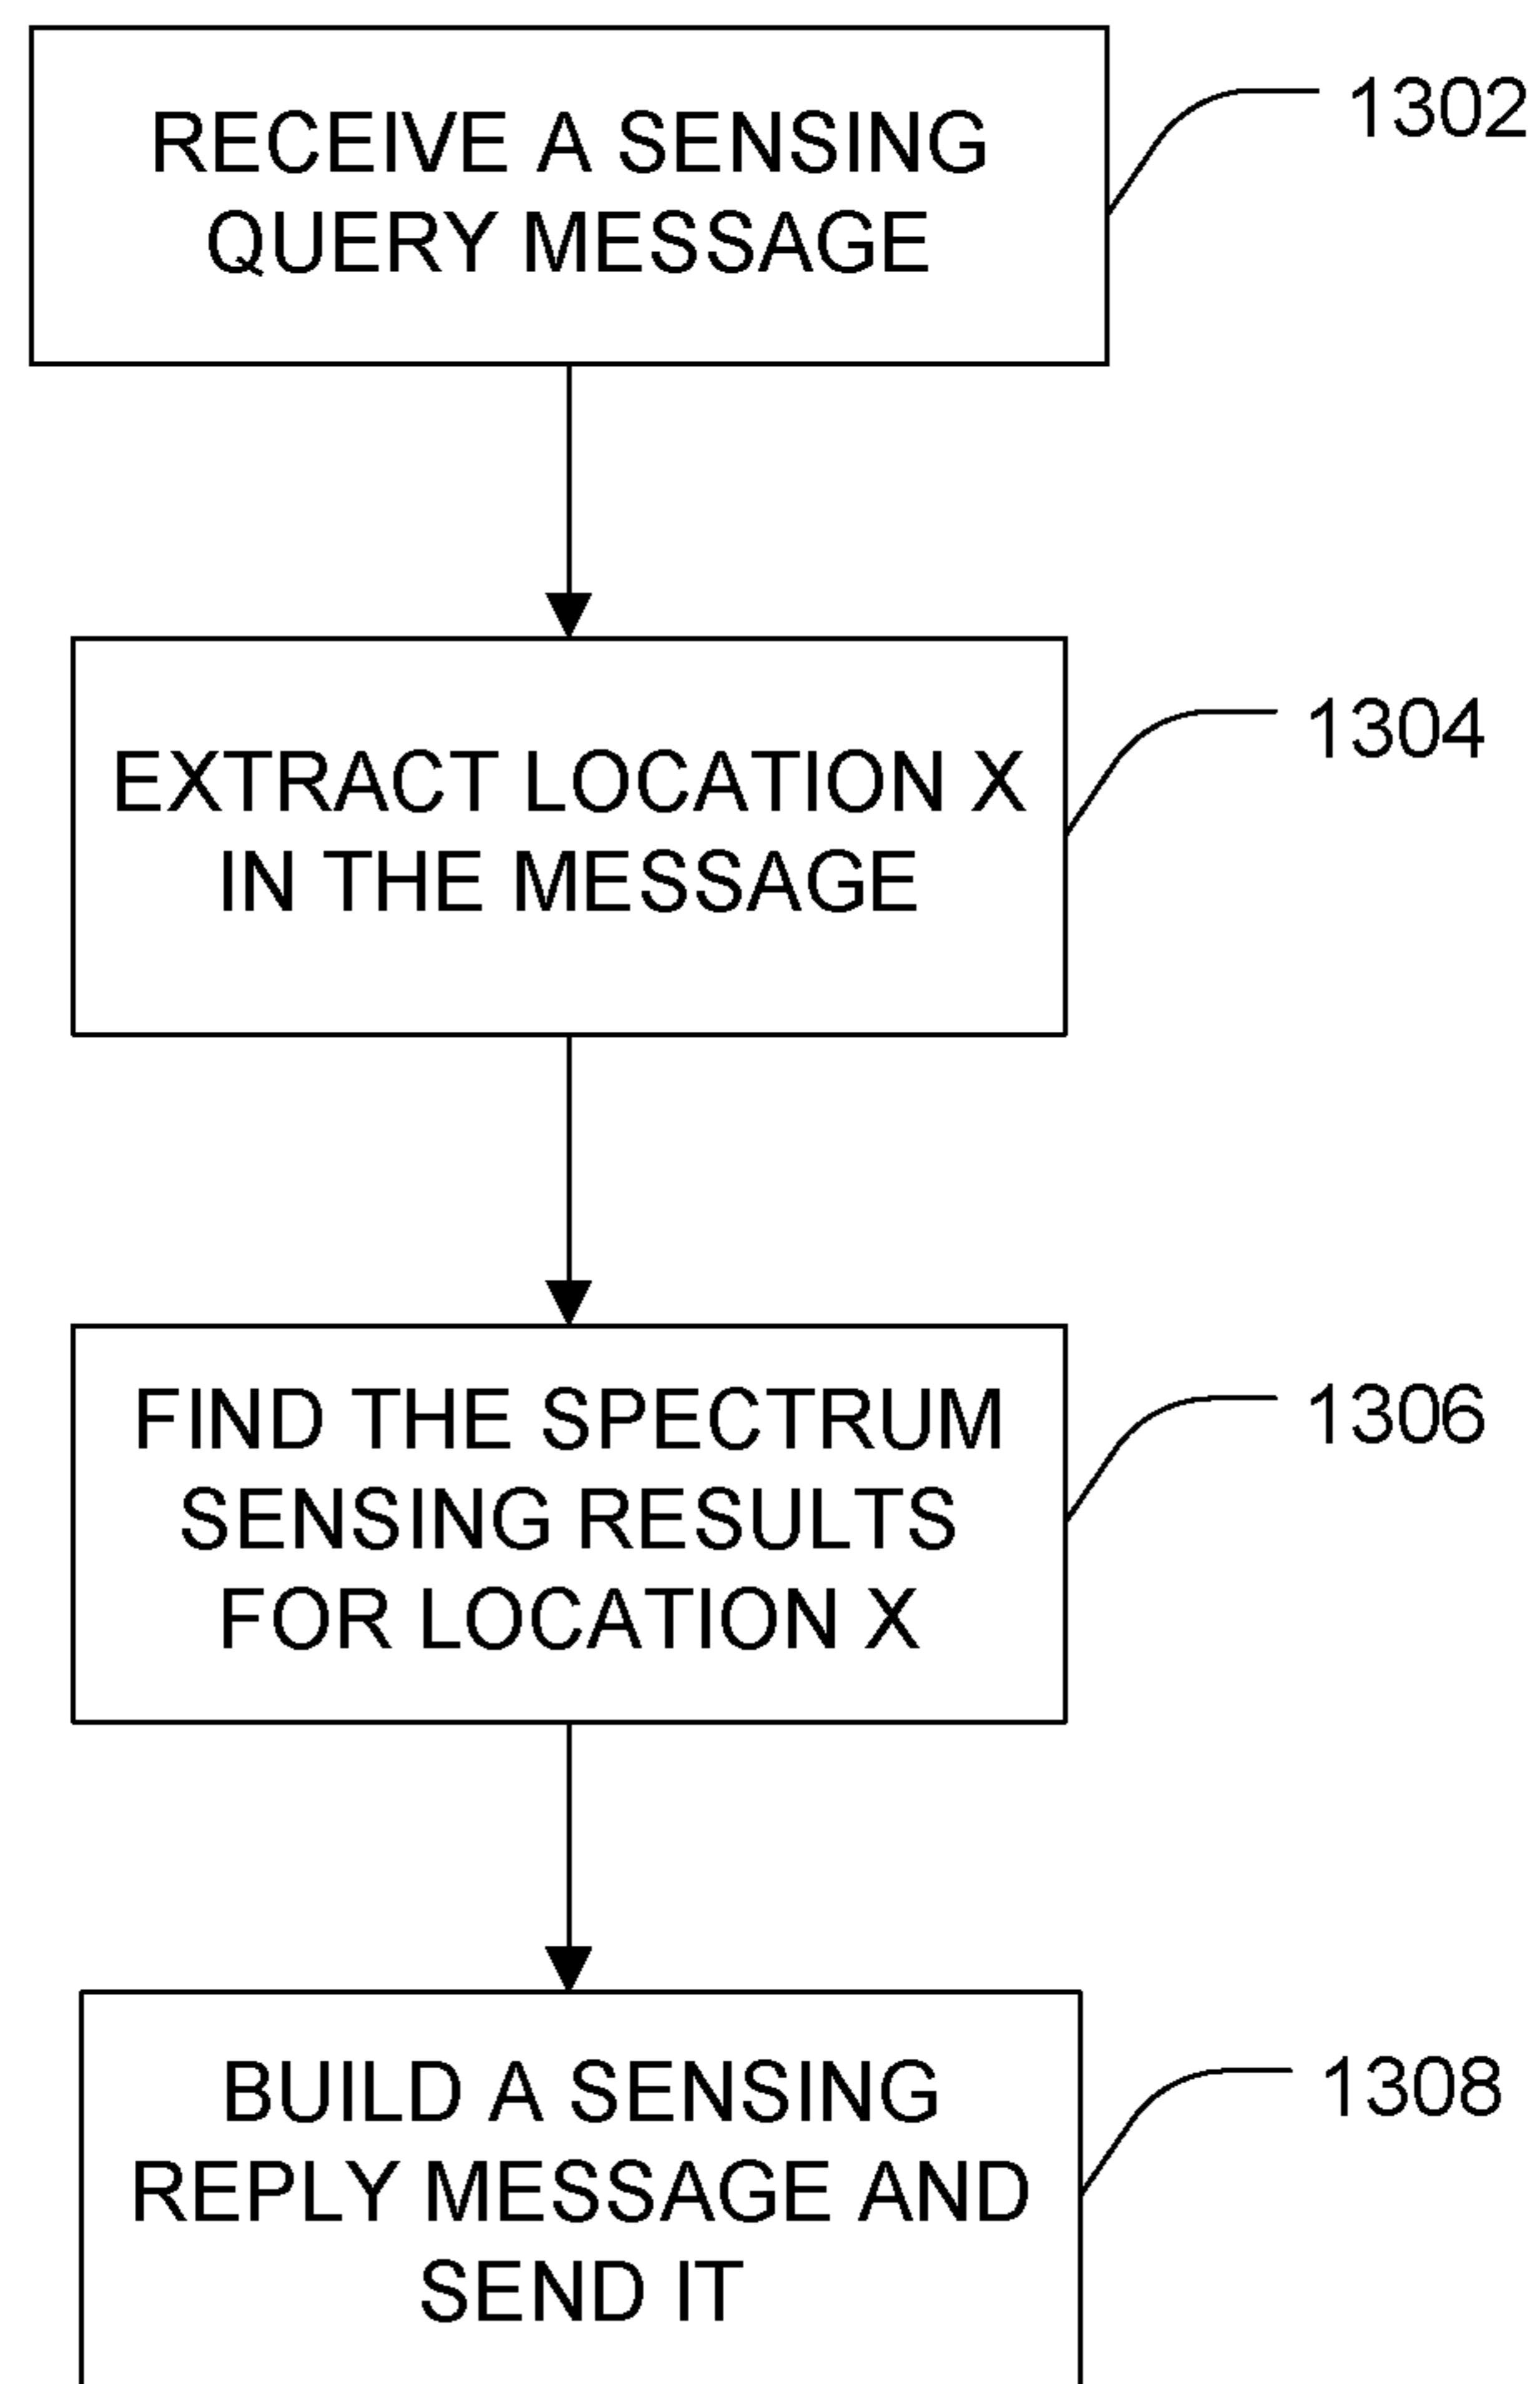 RECEIVE A SENSING
QUERY MESSAGE
1302
EXTRACT LOCATION X
IN THE MESSAGE
1304
FIND THE SPECTRUM
SENSING RESULTS
FOR LOCATION X
1306
BUILD A SENSING
REPLY MESSAGE AND
SEND IT
1308